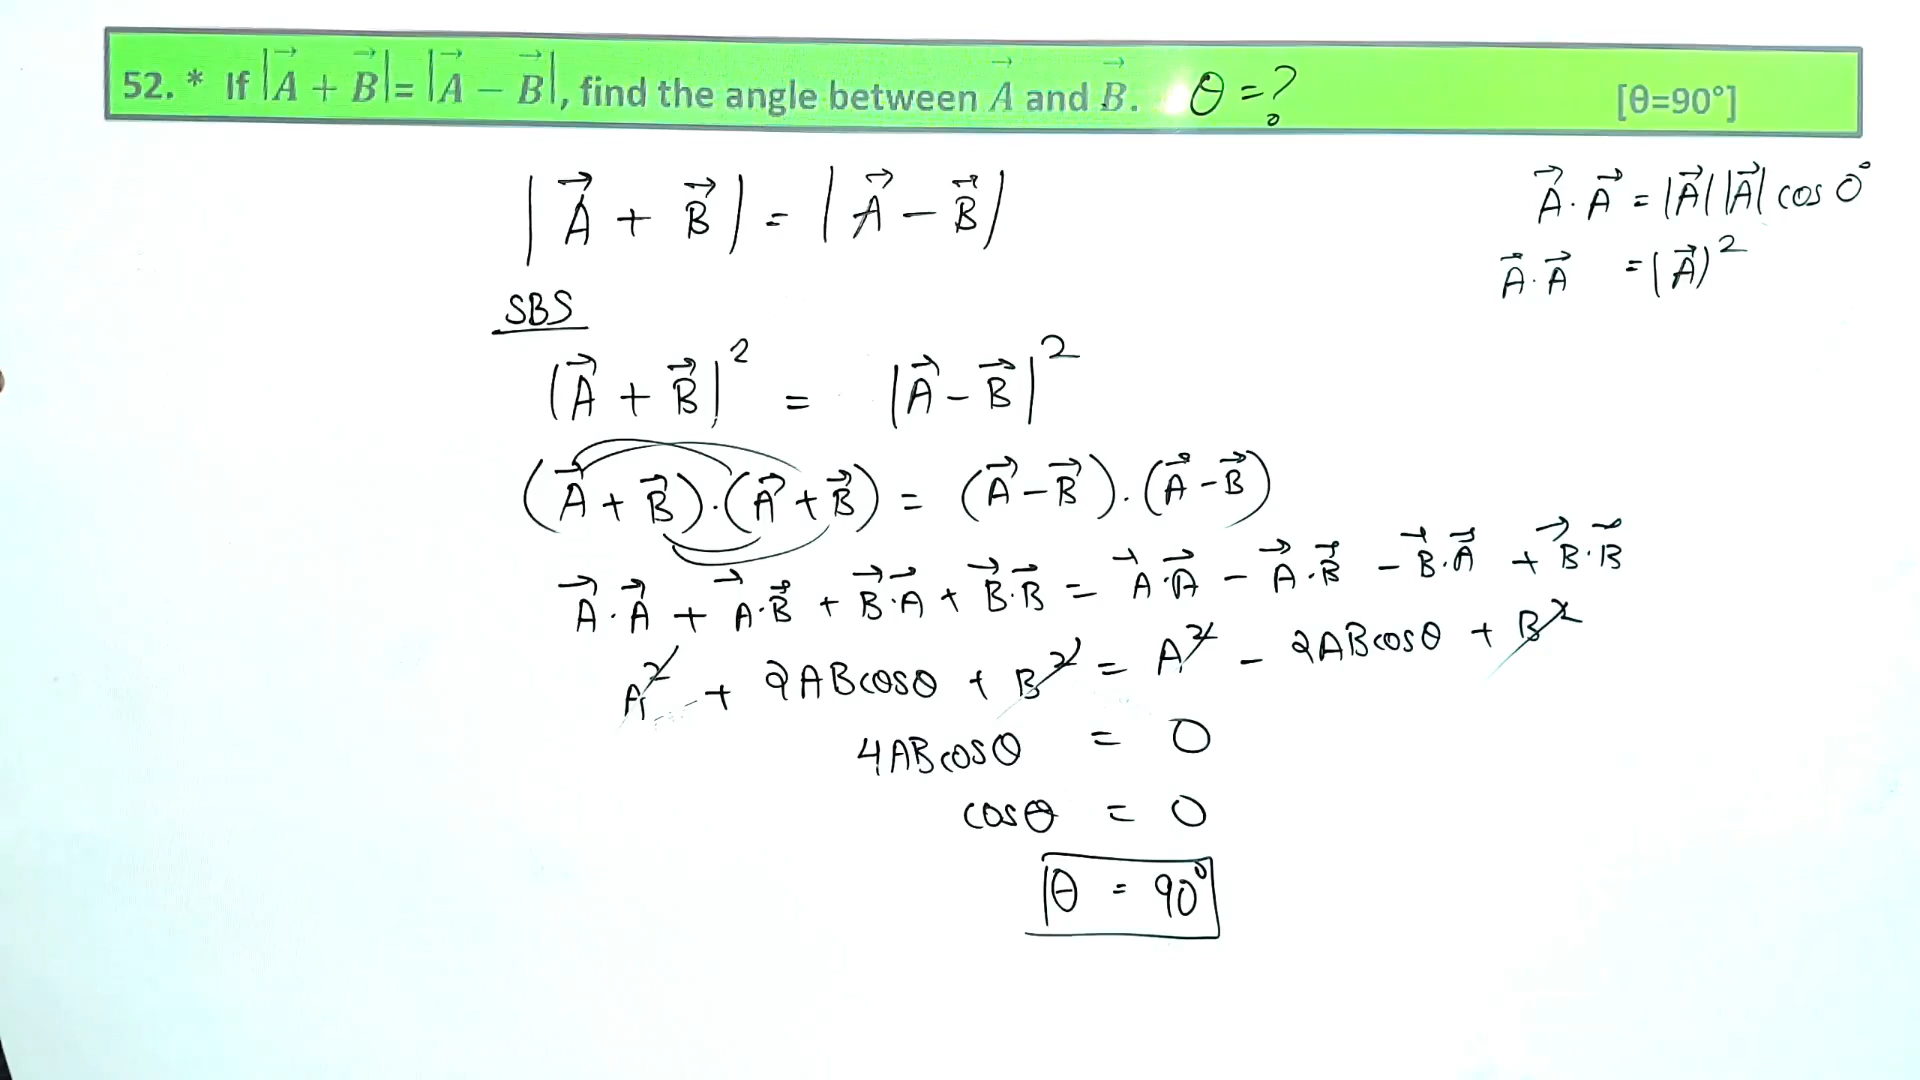 52. * If |A⃗ + B⃗|= |A⃗ − B⃗|, find the angle between A⃗ and B⃗. θ = ? [θ=90°]
|A⃗ + B⃗| = |A⃗ − B⃗|
A⃗ · A⃗ = |A⃗| |A⃗| cos 0°
A⃗ · A⃗ = (A⃗)²
SBS
|A⃗ + B⃗|² = |A⃗ − B⃗|²
(A⃗ + B⃗) · (A⃗ + B⃗) = (A⃗ − B⃗) · (A⃗ − B⃗)
A⃗ · A⃗ + A⃗ · B⃗ + B⃗ · A⃗ + B⃗ · B⃗ = A⃗ · A⃗ − A⃗ · B⃗ − B⃗ · A⃗ + B⃗ · B⃗
A² + 2ABcosθ + B² = A² − 2ABcosθ + B²
4ABcosθ = 0
cosθ = 0
θ = 90°